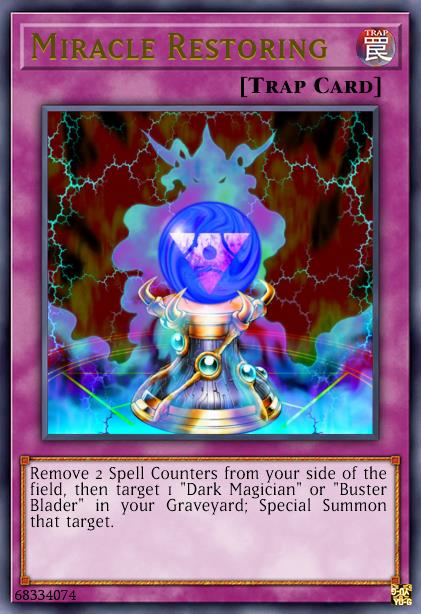 Miracle Restoring
TRAP
罠
[Trap Card]
Remove 2 Spell Counters from your side of the
field, then target 1 "Dark Magician" or "Buster
Blader" in your Graveyard; Special Summon
that target.
68334074